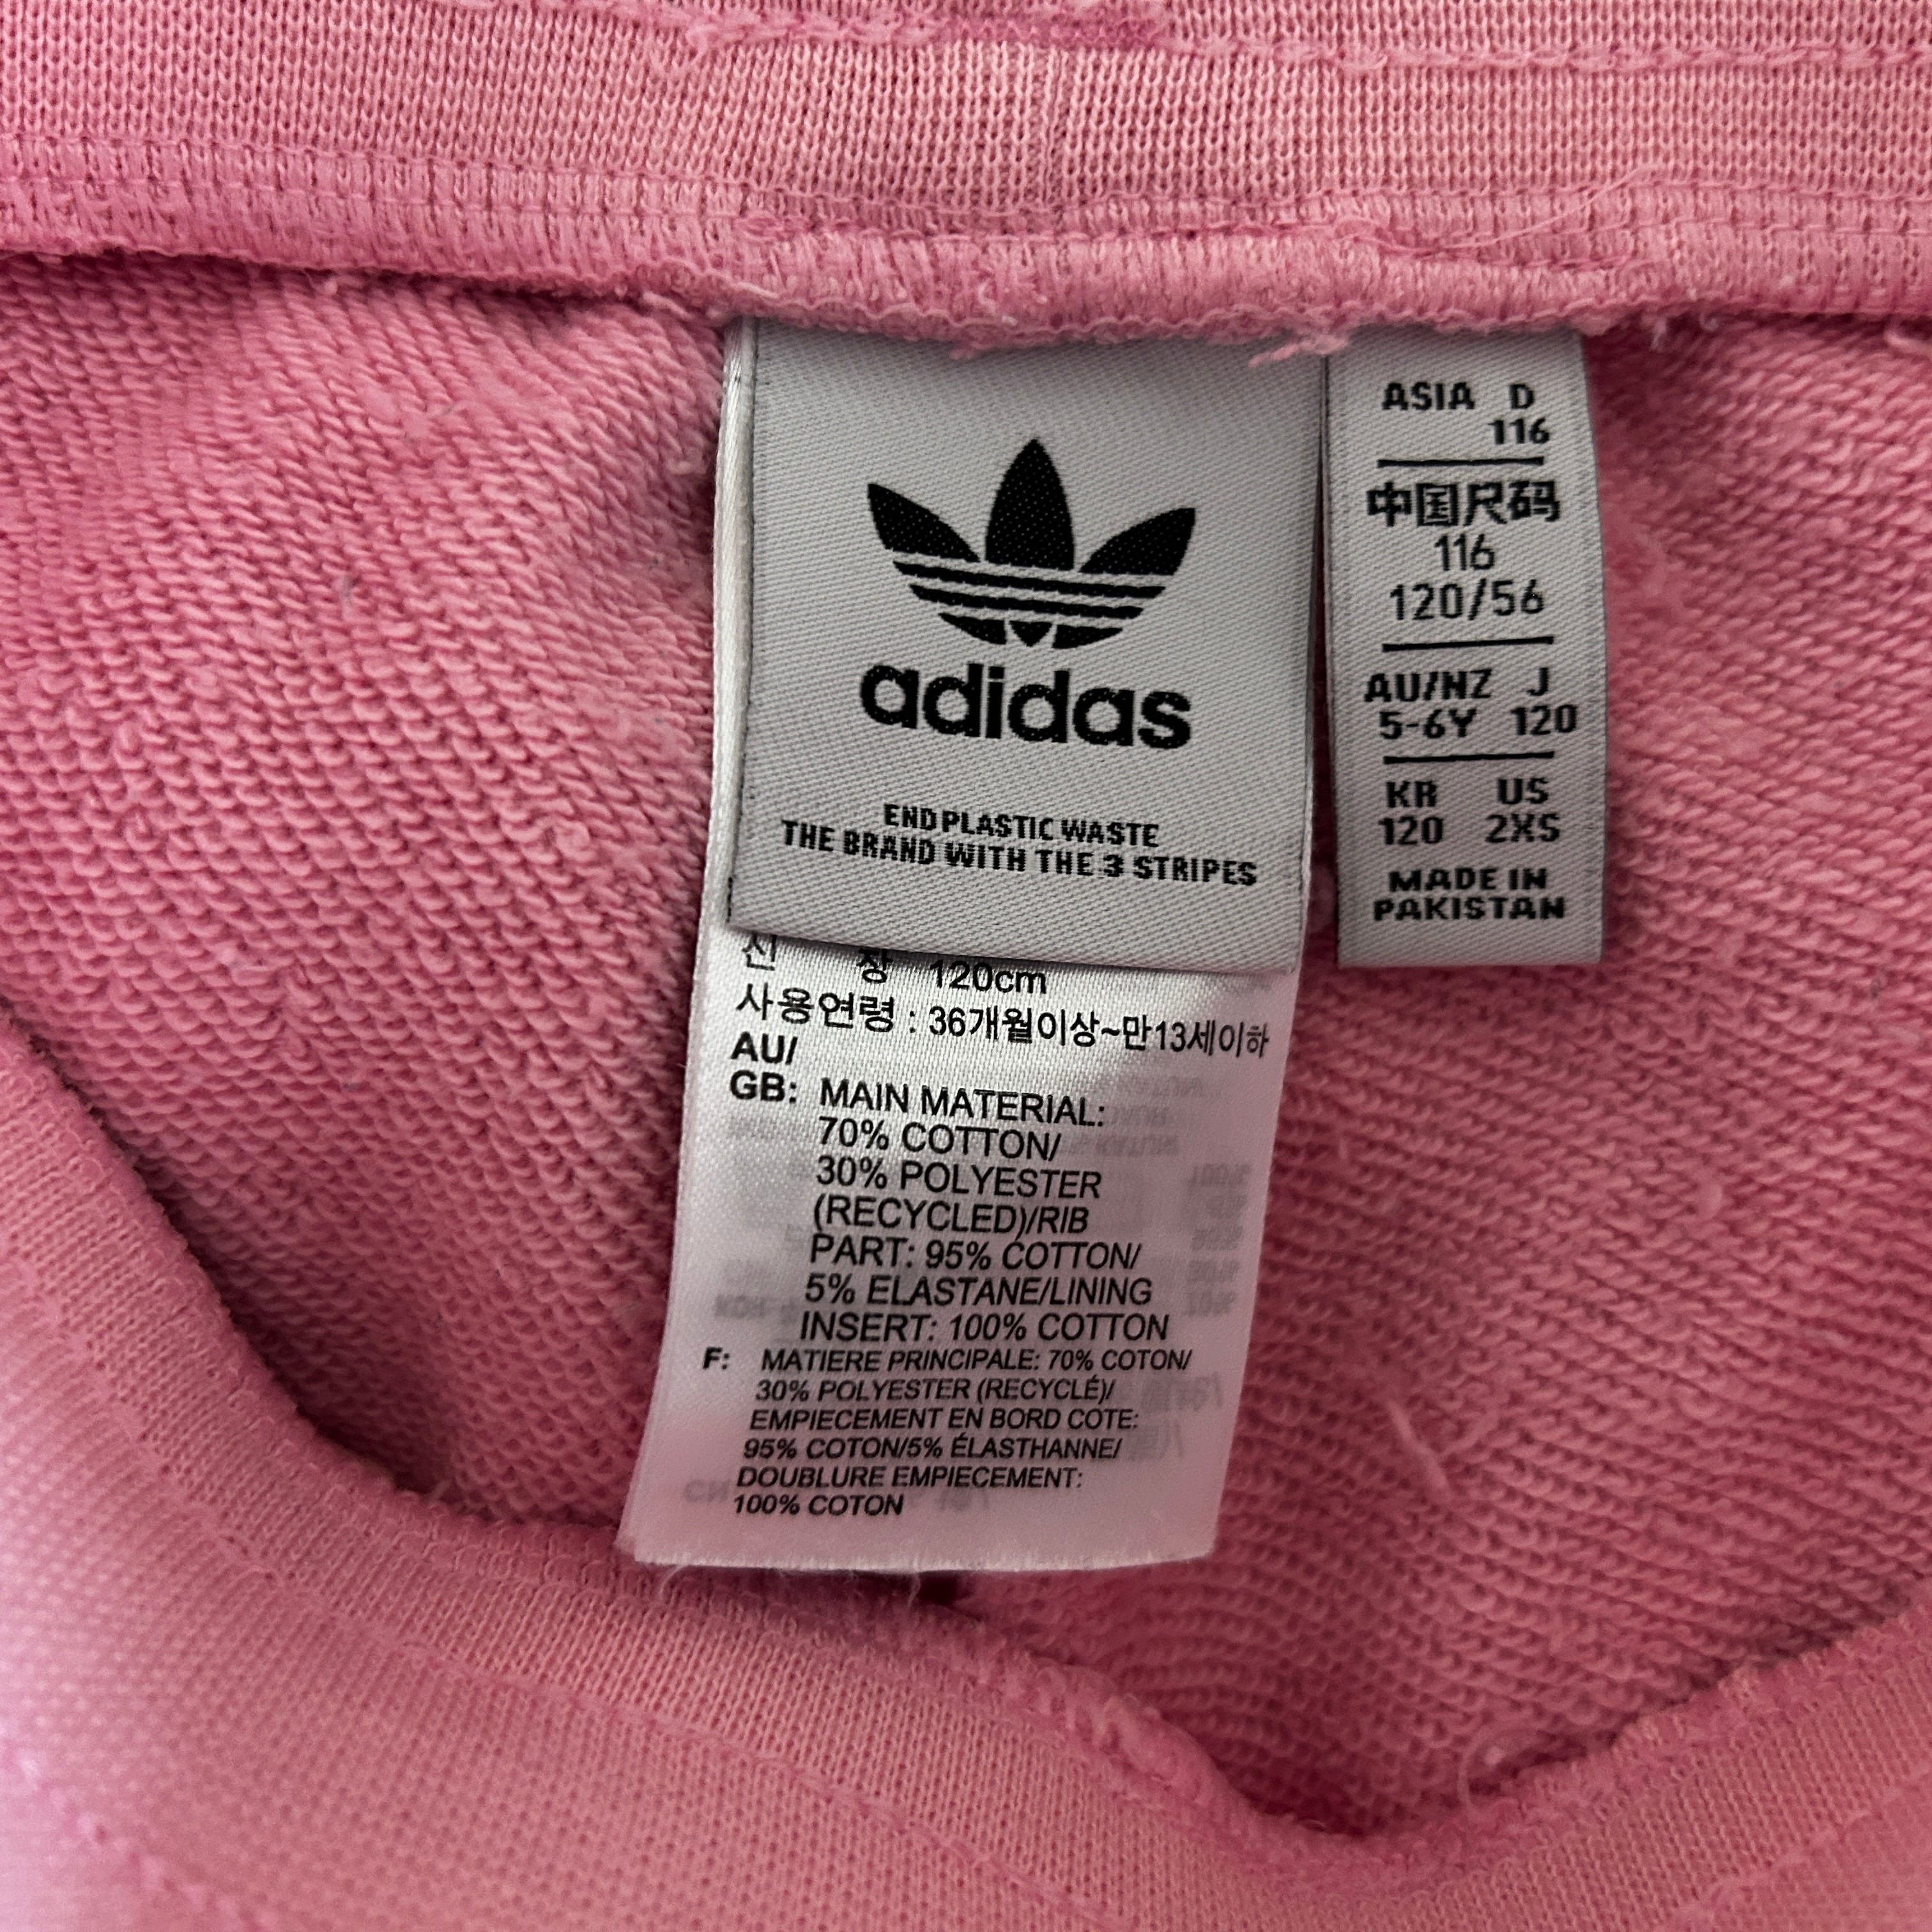 adidas
END PLASTIC WASTE
THE BRAND WITH THE 3 STRIPES
ASIA D
116
中国尺码
116
120/56
AU/NZ J
5-6Y 120
KR US
120 2XS
MADE IN
PAKISTAN
신 장 120cm
사용연령 : 36개월이상~만13세이하
AU/
GB: MAIN MATERIAL:
70% COTTON/
30% POLYESTER
(RECYCLED)/RIB
PART: 95% COTTON/
5% ELASTANE/LINING
INSERT: 100% COTTON
F: MATIERE PRINCIPALE: 70% COTON/
30% POLYESTER (RECYCLÉ)/
EMPIECEMENT EN BORD COTE:
95% COTON/5% ÉLASTHANNE/
DOUBLURE EMPIECEMENT:
100% COTON